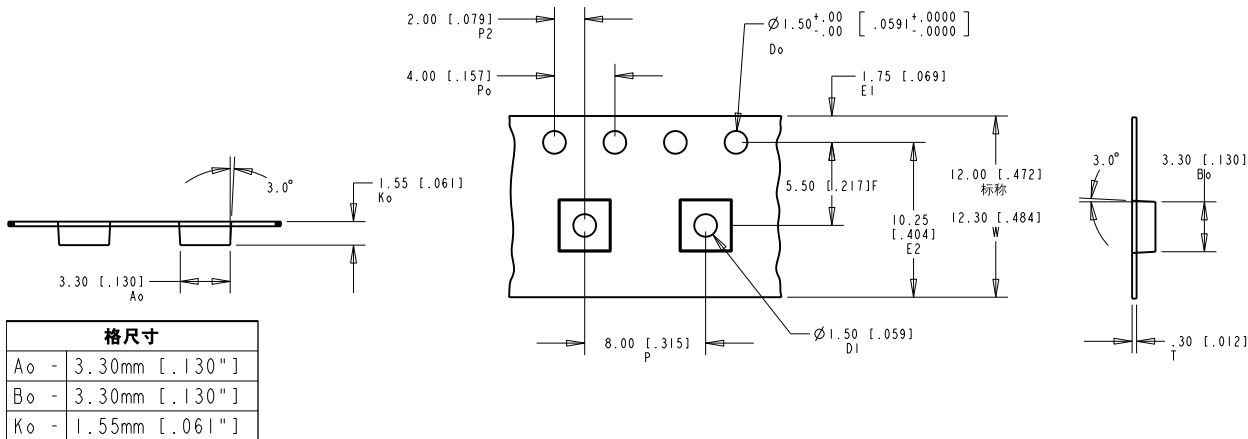 2.00 [.079]
P2
Ø1.50 +.00 -.00 [ .0591 +.0000 -.0000 ]
Do
4.00 [.157]
Po
1.75 [.069]
E1
3.0°
1.55 [.061]
Ko
5.50 [.217]F
12.00 [.472]
标称
12.30 [.484]
W
10.25
[.404]
E2
3.0°
3.30 [.130]
Bo
3.30 [.130]
Ao
8.00 [.315]
P
Ø1.50 [.059]
D1
.30 [.012]
T
格尺寸
Ao - 3.30mm [.130"]
Bo - 3.30mm [.130"]
Ko - 1.55mm [.061"]